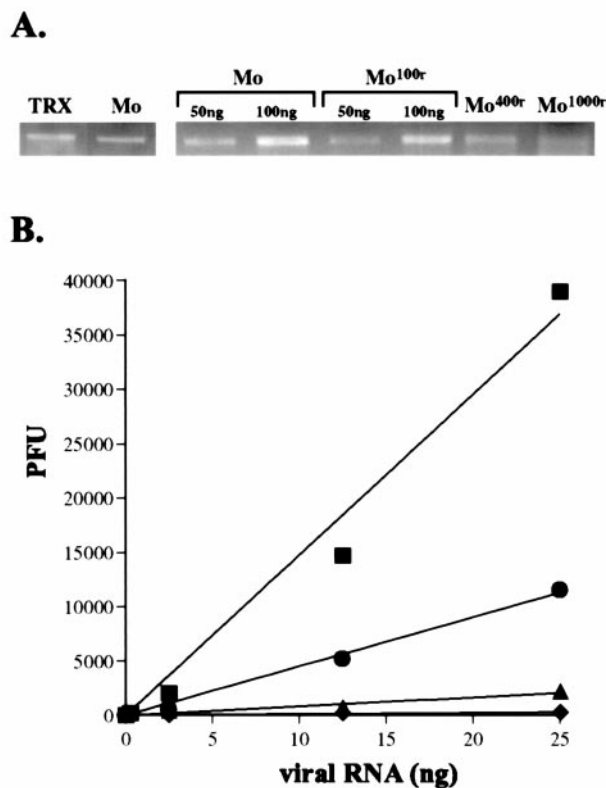 A.
Mo Mo¹⁰⁰ʳ
TRX Mo 50ng 100ng 50ng 100ng Mo⁴⁰⁰ʳ Mo¹⁰⁰⁰ʳ
B.
40000
35000
30000
25000
20000
15000
10000
5000
0
PFU
0 5 10 15 20 25
viral RNA (ng)